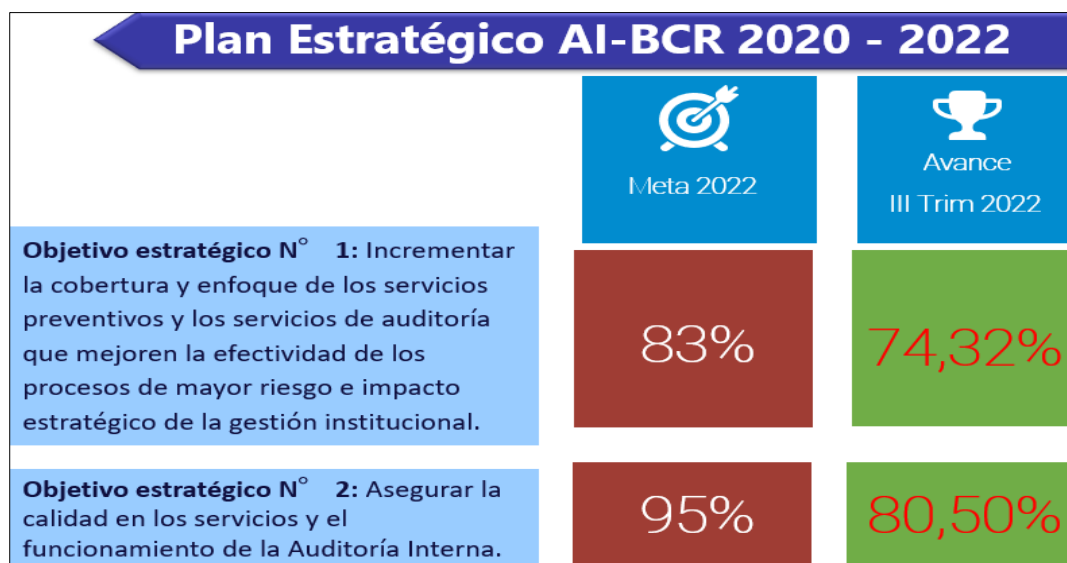 Plan Estratégico AI-BCR 2020 - 2022
Meta 2022
Avance
III Trim 2022
Objetivo estratégico N° 1: Incrementar
la cobertura y enfoque de los servicios
preventivos y los servicios de auditoría
que mejoren la efectividad de los
procesos de mayor riesgo e impacto
estratégico de la gestión institucional.
83%
74,32%
Objetivo estratégico N° 2: Asegurar la
calidad en los servicios y el
funcionamiento de la Auditoría Interna.
95%
80,50%